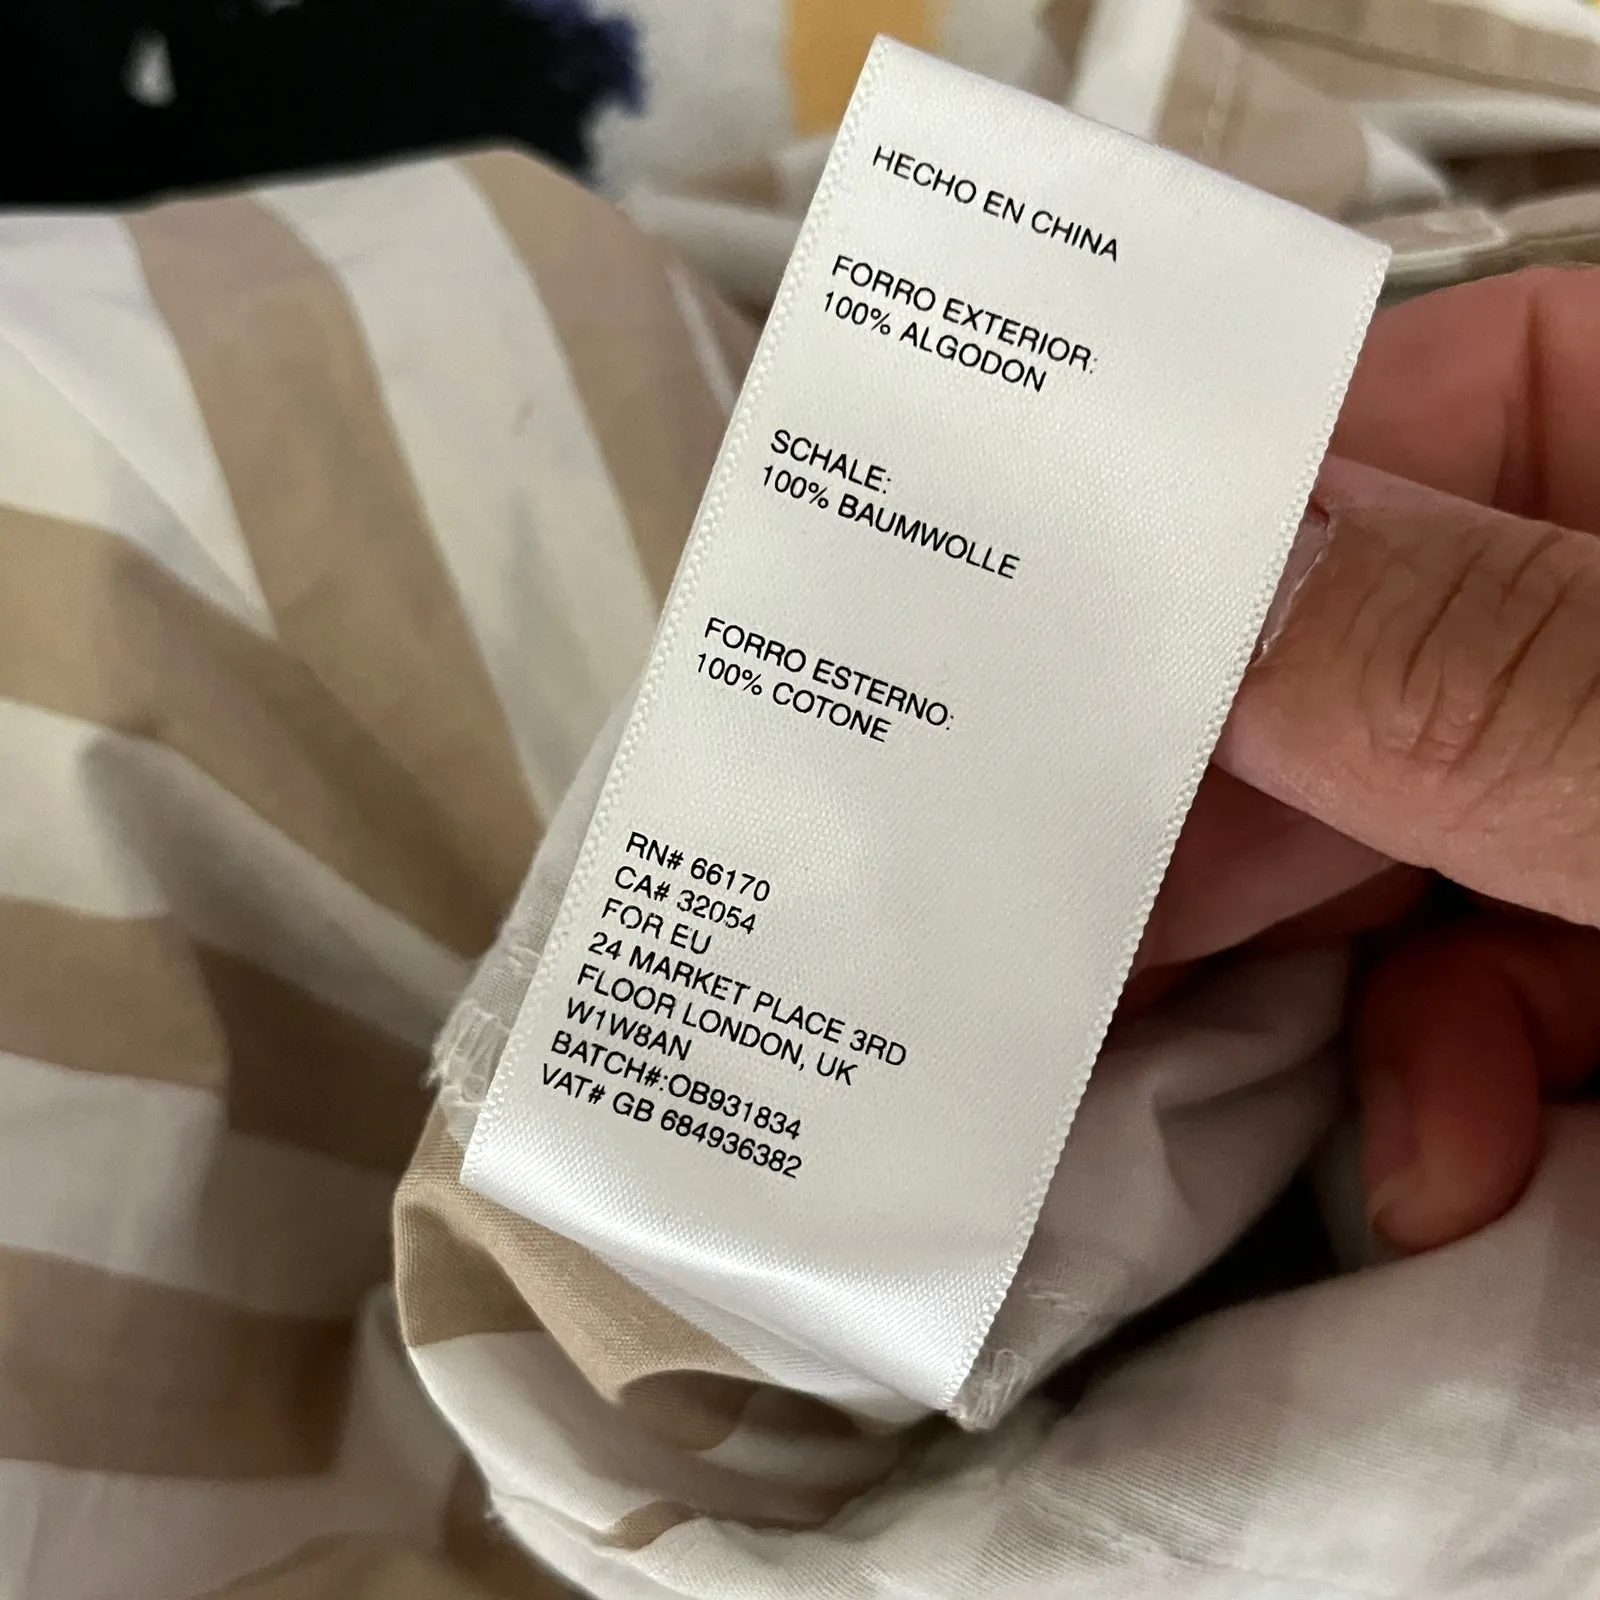 HECHO EN CHINA
FORRO EXTERIOR:
100% ALGODON
SCHALE:
100% BAUMWOLLE
FORRO ESTERNO:
100% COTONE
RN# 66170
CA# 32054
FOR EU
24 MARKET PLACE 3RD
FLOOR LONDON, UK
W1W8AN
BATCH#:OB931834
VAT# GB 684936382